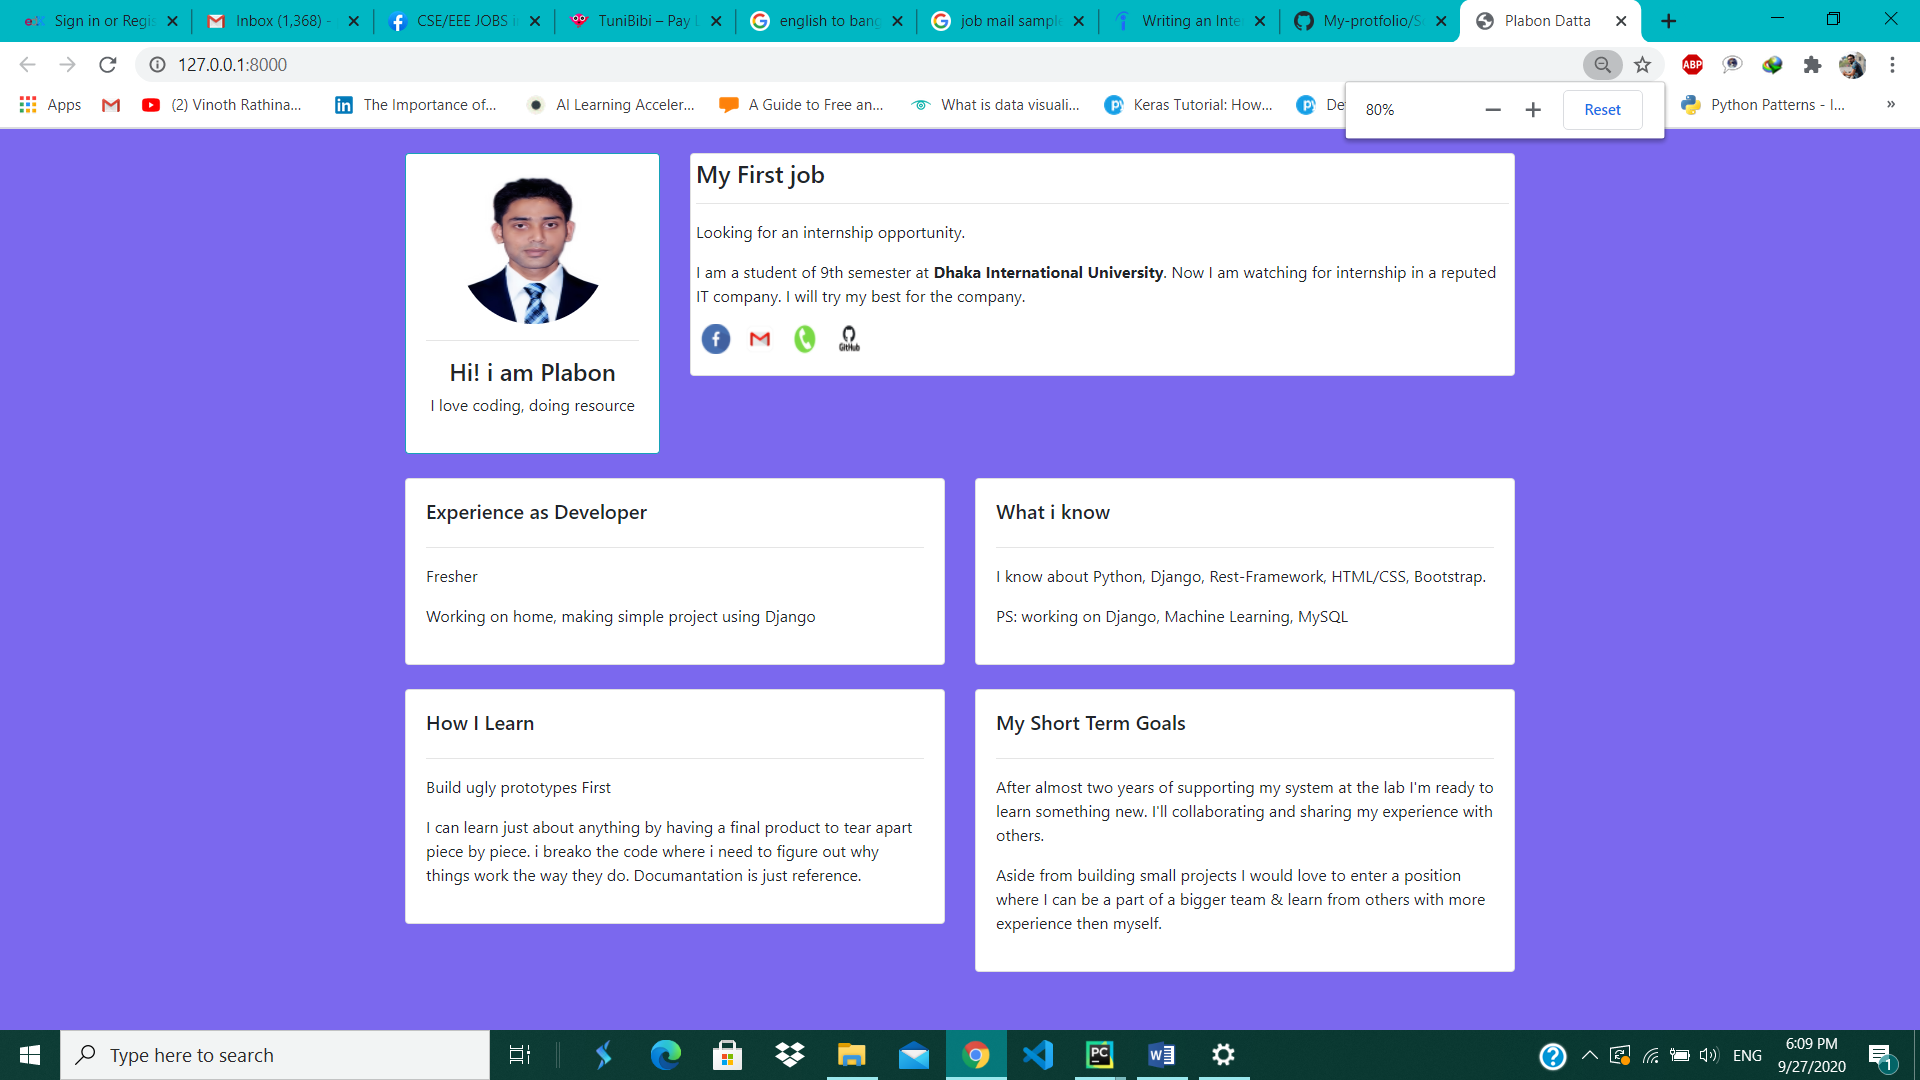 Sign in or Regis
Inbox (1,368) -
CSE/EEE JOBS i
TuniBibi – Pay L
english to bang
job mail sample
Writing an Inte
My-protfolio/S
Plabon Datta
127.0.0.1:8000
ABP
Apps
(2) Vinoth Rathina...
The Importance of...
AI Learning Acceler...
A Guide to Free an...
What is data visuali...
Keras Tutorial: How...
De
Python Patterns - I...
»
80%
Reset
My First job
Looking for an internship opportunity.
I am a student of 9th semester at Dhaka International University. Now I am watching for internship in a reputed
IT company. I will try my best for the company.
GitHub
Hi! i am Plabon
I love coding, doing resource
Experience as Developer
Fresher
Working on home, making simple project using Django
What i know
I know about Python, Django, Rest-Framework, HTML/CSS, Bootstrap.
PS: working on Django, Machine Learning, MySQL
How I Learn
Build ugly prototypes First
I can learn just about anything by having a final product to tear apart
piece by piece. i breako the code where i need to figure out why
things work the way they do. Documantation is just reference.
My Short Term Goals
After almost two years of supporting my system at the lab I'm ready to
learn something new. I'll collaborating and sharing my experience with
others.
Aside from building small projects I would love to enter a position
where I can be a part of a bigger team & learn from others with more
experience then myself.
Type here to search
PC
W
ENG
6:09 PM
9/27/2020
1